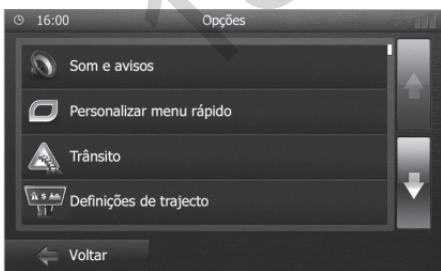 16:00 Opções
Som e avisos
Personalizar menu rápido
Trânsito
Definições de trajecto
Voltar